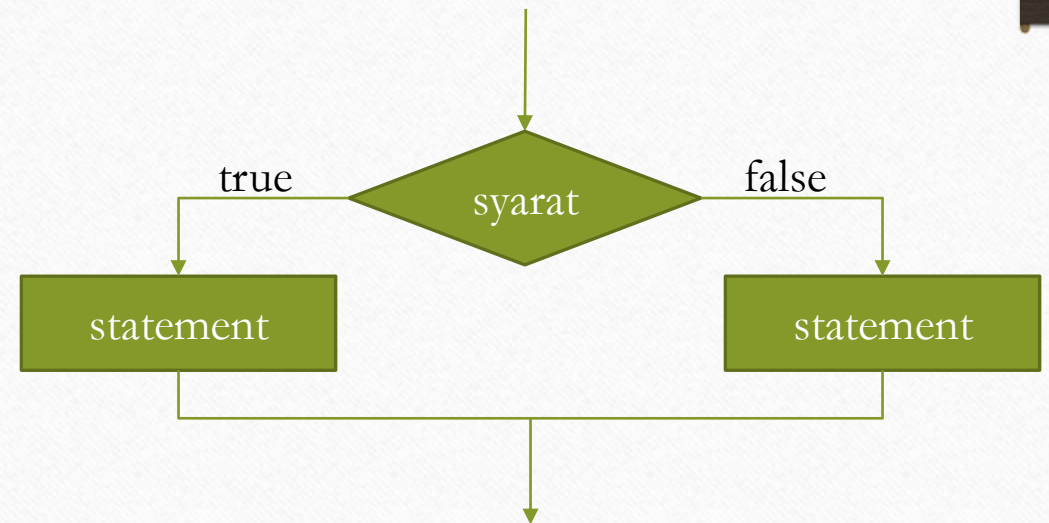 true
false
syarat
statement
statement